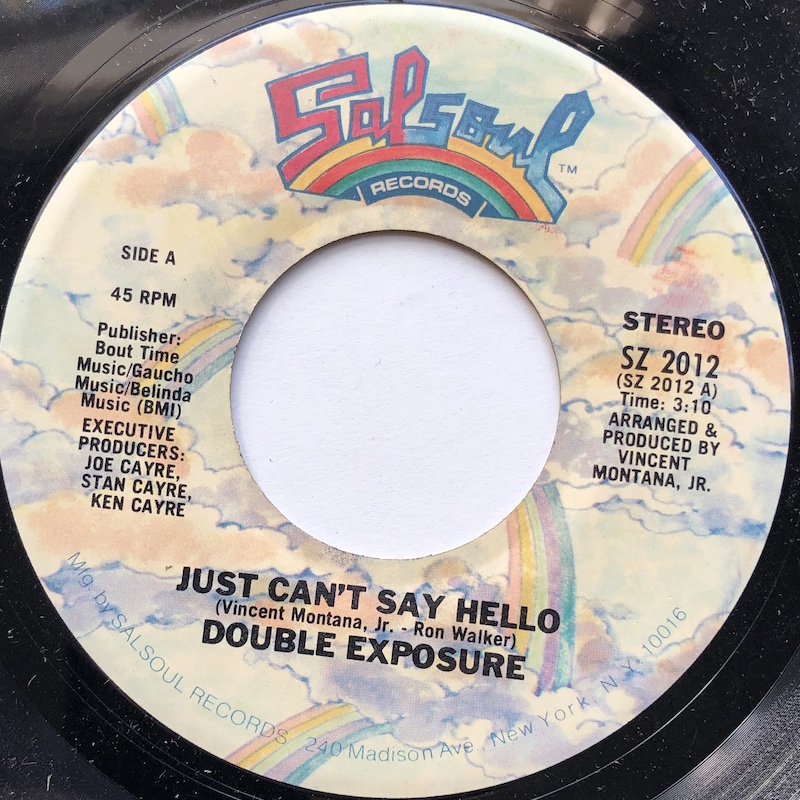 Salsoul
TM
RECORDS
SIDE A
45 RPM
Publisher:
Bout Time
Music/Gaucho
Music/Belinda
Music (BMI)
EXECUTIVE
PRODUCERS:
JOE CAYRE,
STAN CAYRE,
KEN CAYRE
STEREO
SZ 2012
(SZ 2012 A)
Time: 3:10
ARRANGED &
PRODUCED BY
VINCENT
MONTANA, JR.
JUST CAN'T SAY HELLO
(Vincent Montana, Jr. - Ron Walker)
DOUBLE EXPOSURE
Mfg. by SALSOUL RECORDS 240 Madison Ave., New York, N.Y. 10016